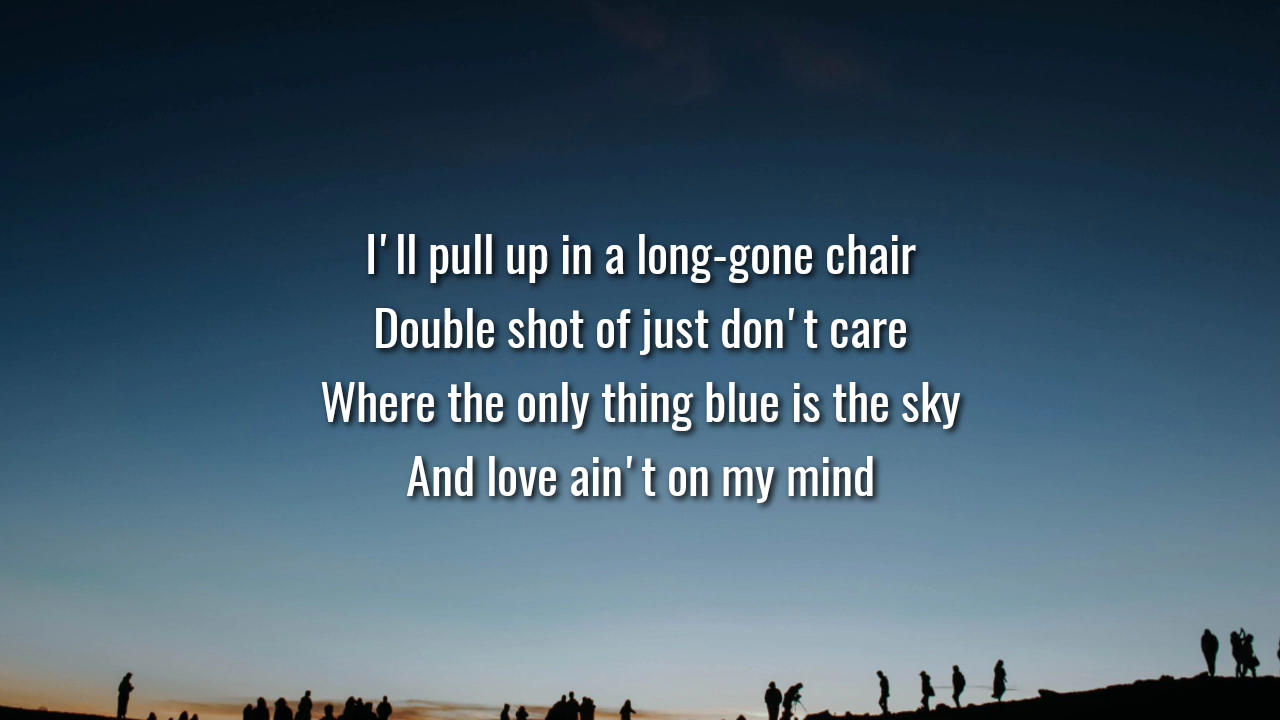 I'll pull up in a long-gone chair
Double shot of just don't care
Where the only thing blue is the sky
And love ain't on my mind